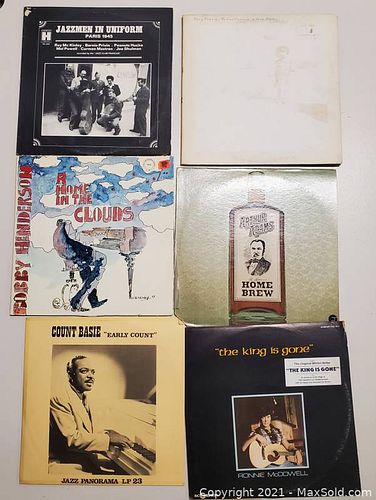 H
JAZZMEN IN UNIFORM
PARIS 1945
Ray Mc Kinley - Bernie Privin - Peanuts Hucko
Mel Powell - Carmen Mastren - Joe Shulman
BOBBY HENDERSON
A HOME
IN THE
CLOUDS
ARTHUR
ADAMS
HOME
BREW
COUNT BASIE "EARLY COUNT"
JAZZ PANORAMA LP 23
"the king is gone"
"THE KING IS GONE"
RONNIE McDOWELL
Copyright © 2021 - MaxSold.com